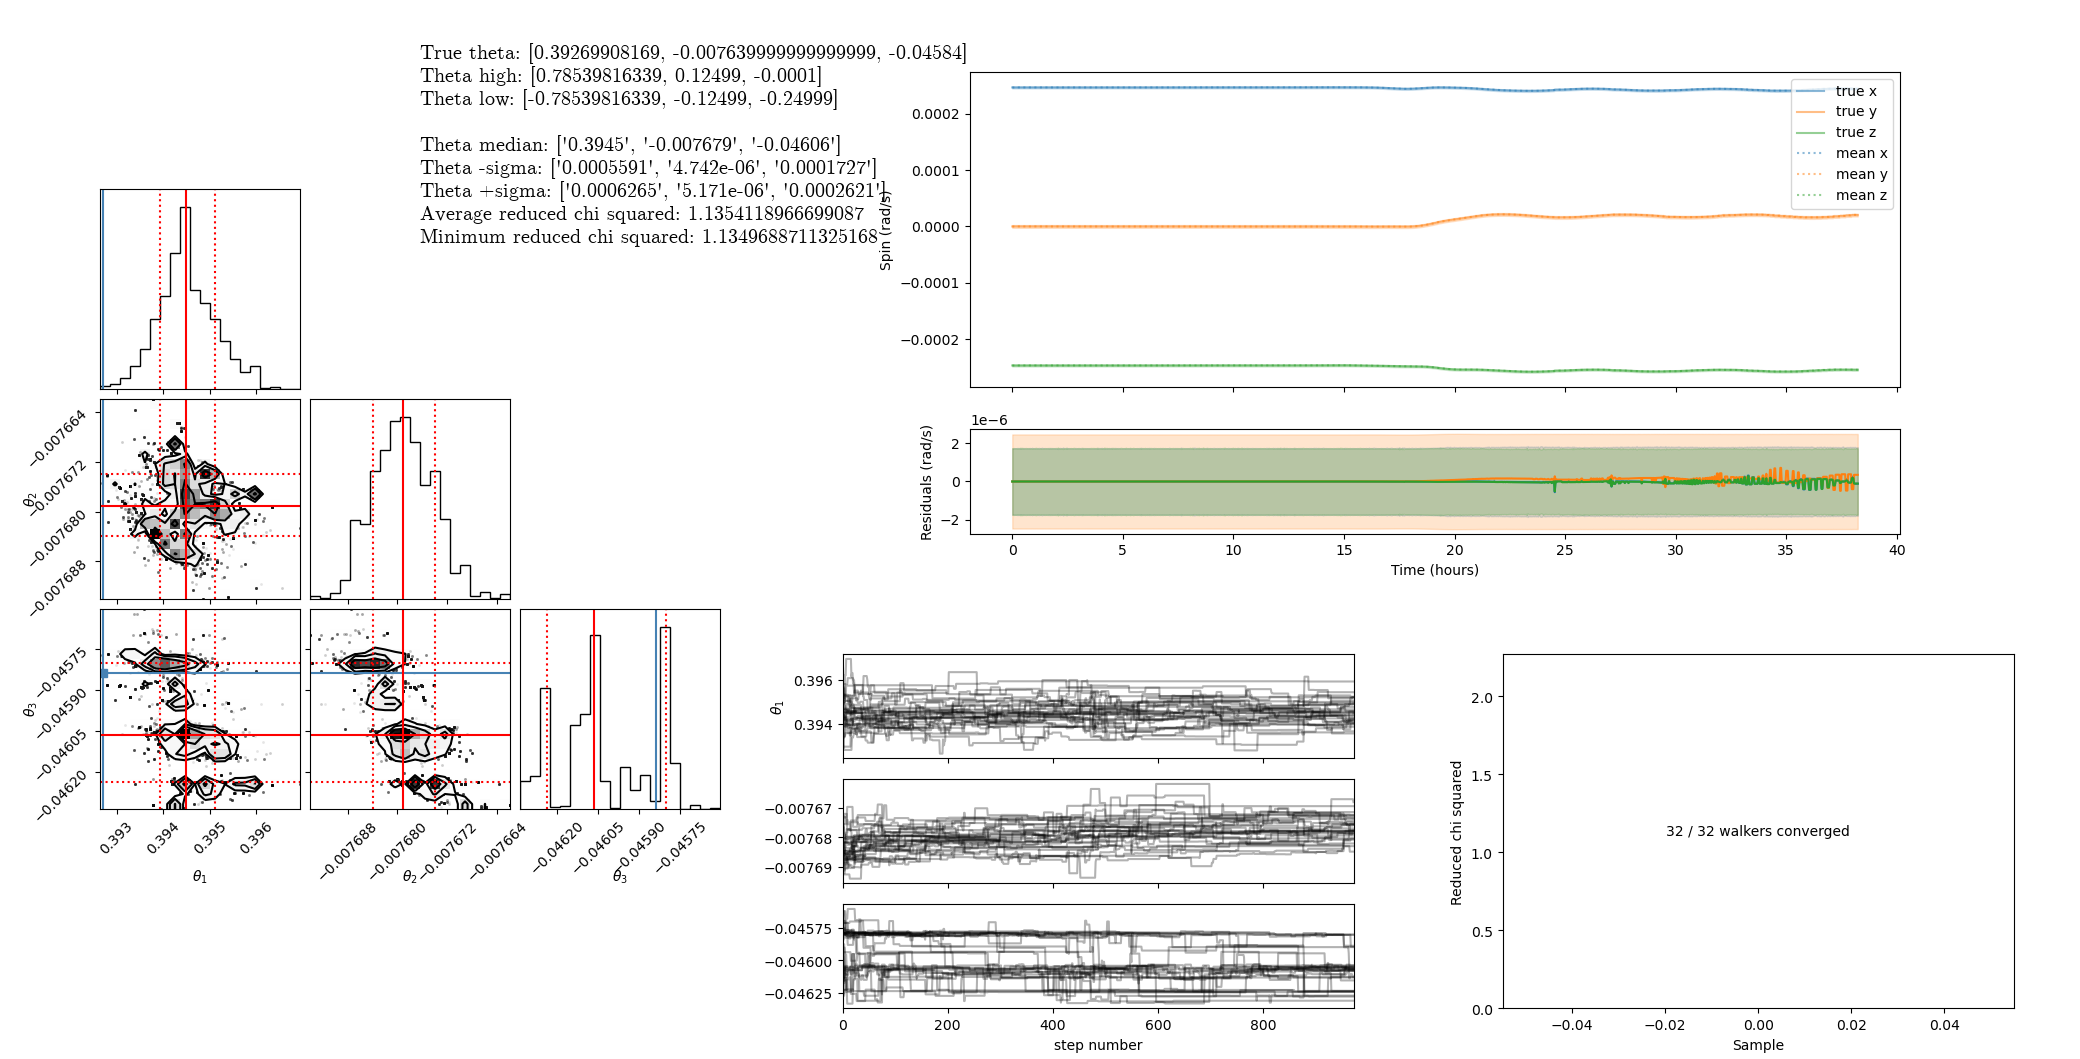 True theta: [0.39269908169, -0.007639999999999999, -0.04584]
Theta high: [0.78539816339, 0.12499, -0.0001]
Theta low: [-0.78539816339, -0.12499, -0.24999]
Theta median: ['0.3945', '-0.007679', '-0.04606']
Theta -sigma: ['0.0005591', '4.742e-06', '0.0001727']
Theta +sigma: ['0.0006265', '5.171e-06', '0.0002621']
Average reduced chi squared: 1.1354118966699087
Minimum reduced chi squared: 1.1349688711325168
Spin (rad/s)
0.0002
0.0001
0.0000
−0.0001
−0.0002
true x
true y
true z
mean x
mean y
mean z
1e−6
Residuals (rad/s)
2
0
−2
0 5 10 15 20 25 30 35 40
Time (hours)
θ2
−0.007664
−0.007672
−0.007680
−0.007688
θ3
−0.04575
−0.04590
−0.04605
−0.04620
0.393 0.394 0.395 0.396
θ1
−0.007688 −0.007680 −0.007672 −0.007664
θ2
−0.04620 −0.04605 −0.04590 −0.04575
θ3
θ1
0.396
0.394
−0.00767
−0.00768
−0.00769
−0.04575
−0.04600
−0.04625
0 200 400 600 800
step number
Reduced chi squared
2.0
1.5
1.0
0.5
0.0
32 / 32 walkers converged
−0.04 −0.02 0.00 0.02 0.04
Sample